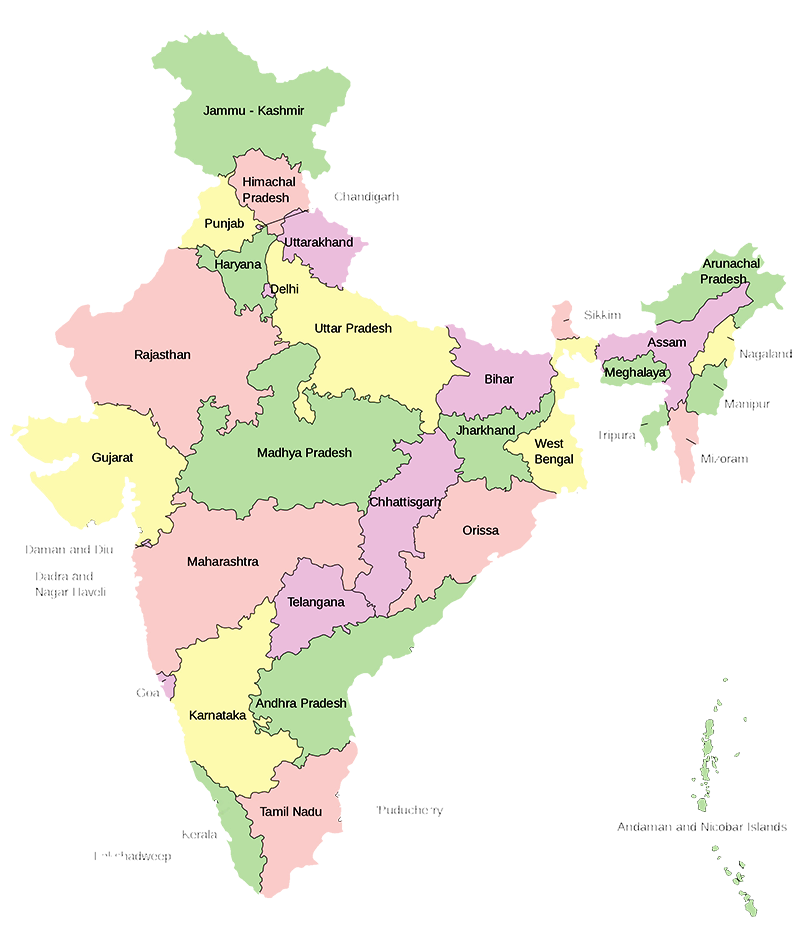 Jammu - Kashmir
Himachal
Pradesh
Chandigarh
Punjab
Uttarakhand
Haryana
Arunachal
Pradesh
Delhi
Sikkim
Uttar Pradesh
Assam
Rajasthan
Nagaland
Meghalaya
Bihar
Manipur
Jharkhand
Tripura
West
Bengal
Madhya Pradesh
Gujarat
Mizoram
Chhattisgarh
Orissa
Daman and Diu
Maharashtra
Dadra and
Nagar Haveli
Telangana
Goa
Andhra Pradesh
Karnataka
Tamil Nadu
Puducherry
Andaman and Nicobar Islands
Kerala
Lakshadweep